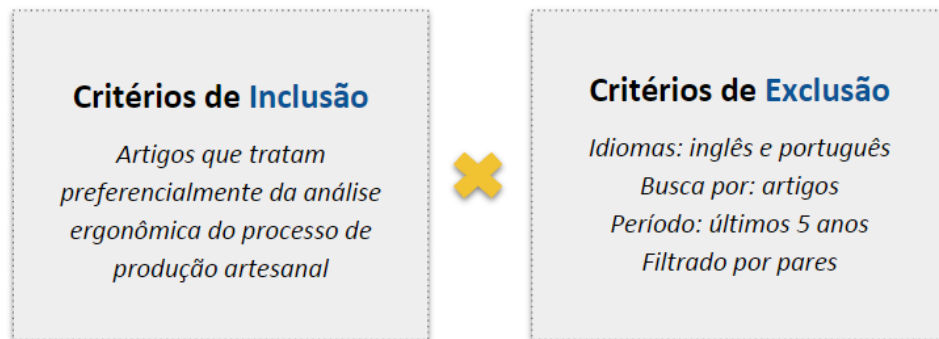 Critérios de Inclusão
Artigos que tratam
preferencialmente da análise
ergonômica do processo de
produção artesanal
Critérios de Exclusão
Idiomas: inglês e português
Busca por: artigos
Período: últimos 5 anos
Filtrado por pares